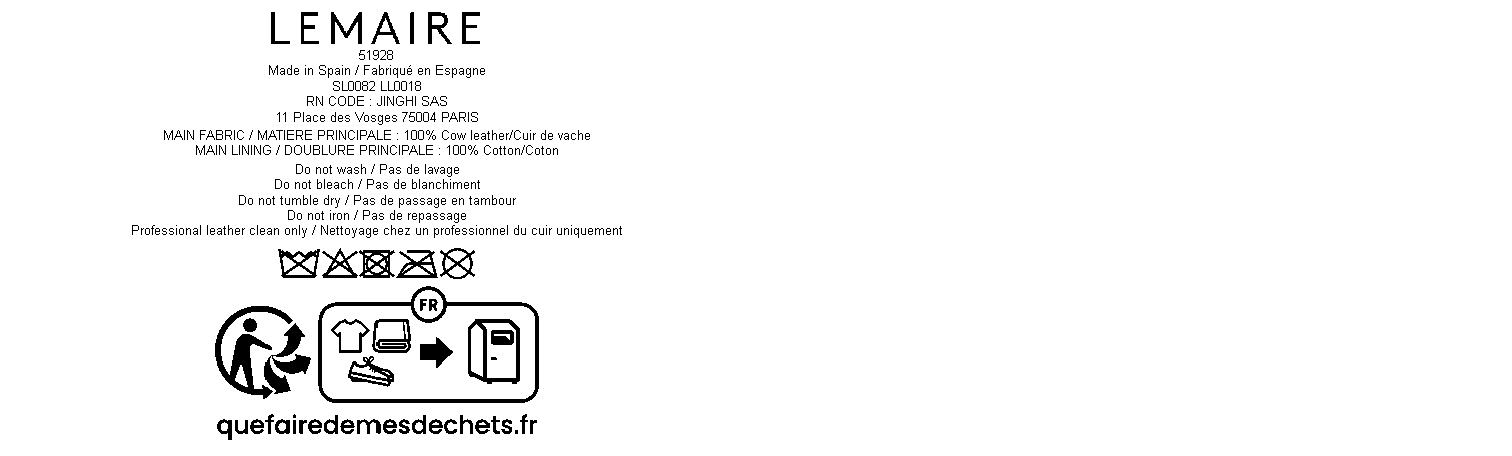 LEMAIRE
51928
Made in Spain / Fabriqué en Espagne
SL0082 LL0018
RN CODE : JINGHI SAS
11 Place des Vosges 75004 PARIS
MAIN FABRIC / MATIERE PRINCIPALE : 100% Cow leather/Cuir de vache
MAIN LINING / DOUBLURE PRINCIPALE : 100% Cotton/Coton
Do not wash / Pas de lavage
Do not bleach / Pas de blanchiment
Do not tumble dry / Pas de passage en tambour
Do not iron / Pas de repassage
Professional leather clean only / Nettoyage chez un professionnel du cuir uniquement
FR
quefairedemesdechets.fr